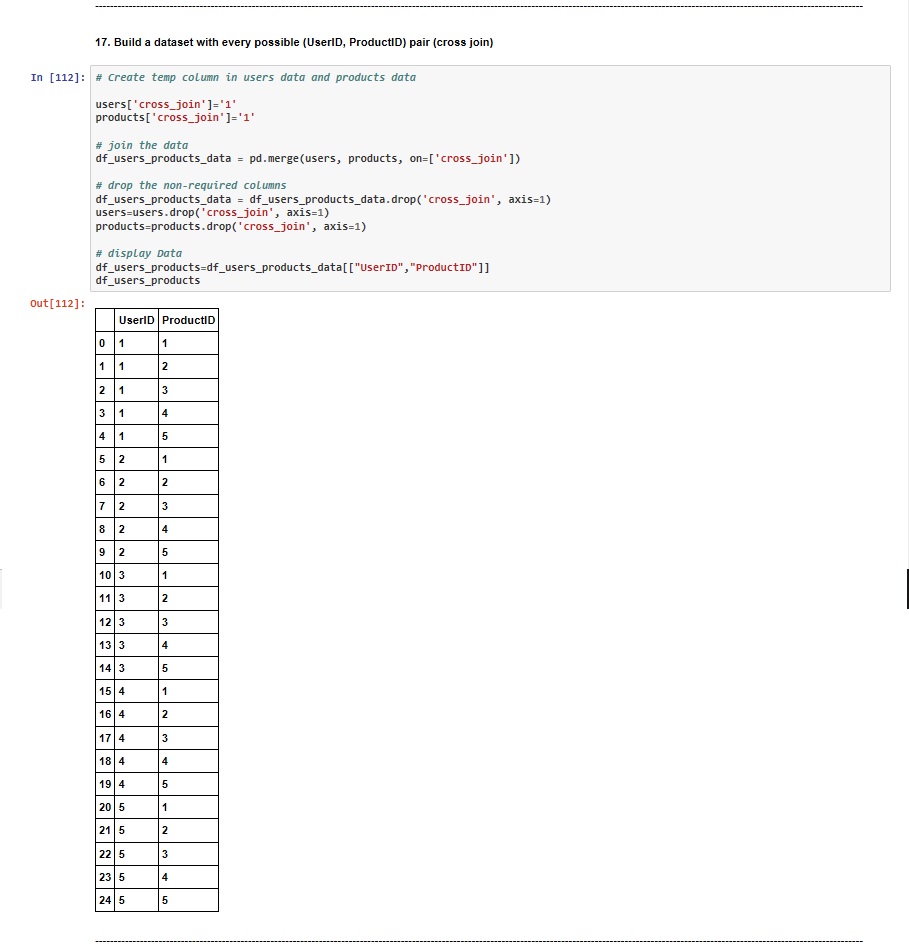 17. Build a dataset with every possible (UserID, ProductID) pair (cross join)
In [112]:
# Create temp column in users data and products data
users['cross_join']='1'
products['cross_join']='1'
# join the data
df_users_products_data = pd.merge(users, products, on=['cross_join'])
# drop the non-required columns
df_users_products_data = df_users_products_data.drop('cross_join', axis=1)
users=users.drop('cross_join', axis=1)
products=products.drop('cross_join', axis=1)
# display Data
df_users_products=df_users_products_data[["UserID","ProductID"]]
df_users_products
Out[112]:
UserID ProductID
0 1 1
1 1 2
2 1 3
3 1 4
4 1 5
5 2 1
6 2 2
7 2 3
8 2 4
9 2 5
10 3 1
11 3 2
12 3 3
13 3 4
14 3 5
15 4 1
16 4 2
17 4 3
18 4 4
19 4 5
20 5 1
21 5 2
22 5 3
23 5 4
24 5 5